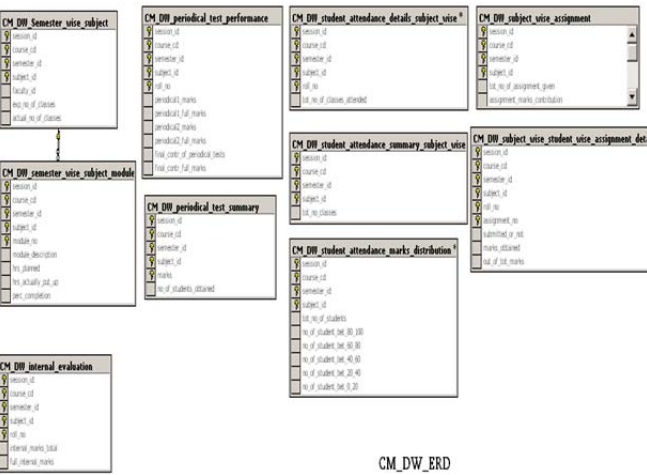 CM_DW_Semester_wise_subject
session_id
course_cd
semester_id
subject_id
faculty_id
exp_no_of_classes
actual_no_of_classes
CM_DW_semester_wise_subject_module
session_id
course_cd
semester_id
subject_id
module_no
module_description
hrs_planned
hrs_actually_put_up
perc_completion
CM_DW_internal_evaluation
session_id
course_cd
semester_id
subject_id
roll_no
internal_marks_total
full_internal_marks
CM_DW_periodical_test_performance
session_id
course_cd
semester_id
subject_id
roll_no
periodical1_marks
periodical1_full_marks
periodical2_marks
periodical2_full_marks
final_contr_of_periodical_tests
final_contr_full_marks
CM_DW_periodical_test_summary
session_id
course_cd
semester_id
subject_id
marks
no_of_students_obtained
CM_DW_student_attendance_details_subject_wise *
session_id
course_cd
semester_id
subject_id
roll_no
tot_no_of_classes_attended
CM_DW_student_attendance_summary_subject_wise
session_id
course_cd
semester_id
subject_id
tot_no_classes
CM_DW_student_attendance_marks_distribution *
session_id
course_cd
semester_id
subject_id
tot_no_of_students
no_of_student_bet_80_100
no_of_student_bet_60_80
no_of_student_bet_40_60
no_of_student_bet_20_40
no_of_student_bet_0_20
CM_DW_subject_wise_assignment
session_id
course_cd
semester_id
subject_id
tot_no_of_assignment_given
assignment_marks_contribution
CM_DW_subject_wise_student_wise_assignment_deta
session_id
course_cd
semester_id
subject_id
roll_no
assignment_no
submitted_or_not
marks_obtained
out_of_tot_marks
CM_DW_ERD